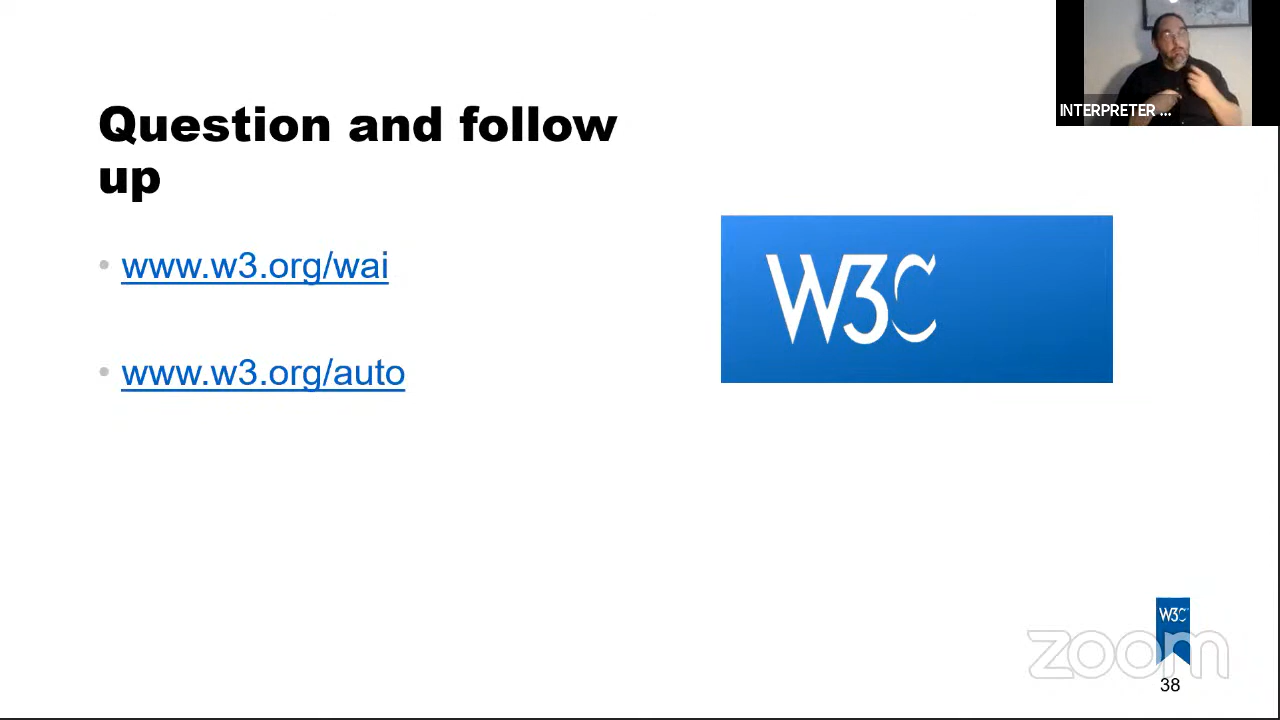 INTERPRETER ...
Question and follow
up
• www.w3.org/wai
• www.w3.org/auto
W3C
W3C
zoom
38